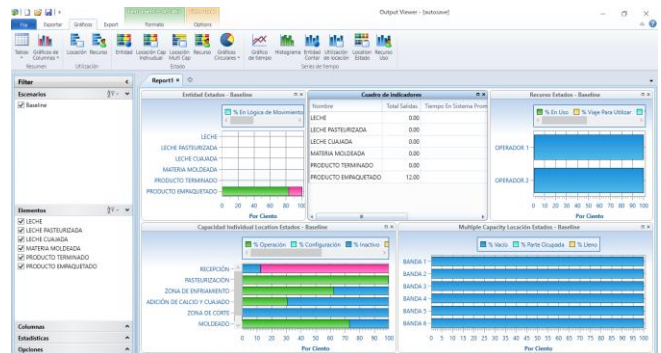 Output Viewer - [autosave]
File Exportar Gráficos Export Formato Options
Tablas Gráficos de Columnas Locación Recurso Entidad Locación Cap Individual Locación Multi Cap Recurso Gráficos Circulares Gráfico de tiempo Histograma Entidad Contar Utilización de locación Location Estado Recurso Uso
Resumen Utilización Estado Series de tiempo
Filter
Escenarios
Baseline
Elementos
LECHE
LECHE PASTEURIZADA
LECHE CUAJADA
MATERIA MOLDEADA
PRODUCTO TERMINADO
PRODUCTO EMPAQUETADO
Columnas
Estadísticas
Opciones
Report1
Entidad Estados - Baseline
% En Lógica de Movimiento
LECHE
LECHE PASTEURIZADA
LECHE CUAJADA
MATERIA MOLDEADA
PRODUCTO TERMINADO
PRODUCTO EMPAQUETADO
0 20 40 60 80 100
Por Ciento
Cuadro de indicadores
Nombre Total Salidas Tiempo En Sistema Prom
LECHE 0.00
LECHE PASTEURIZADA 0.00
LECHE CUAJADA 0.00
MATERIA MOLDEADA 0.00
PRODUCTO TERMINADO 0.00
PRODUCTO EMPAQUETADO 12.00
Recurso Estados - Baseline
% En Uso % Viaje Para Utilizar
OPERADOR 1
OPERADOR 2
0 10 20 30 40 50 60 70 80 90 100
Por Ciento
Capacidad Individual Location Estados - Baseline
% Operación % Configuración % Inactivo
RECEPCIÓN
PASTEURIZACIÓN
ZONA DE ENFRIAMIENTO
ADICIÓN DE CALCIO Y CUAJADO
ZONA DE CORTE
MOLDEADO
0 10 20 30 40 50 60 70 80 90 100
Por Ciento
Multiple Capacity Locación Estados - Baseline
% Vacío % Parte Ocupada % Lleno
BANDA 1
BANDA 2
BANDA 3
BANDA 4
BANDA 5
BANDA 6
0 5 10 15 20 25 30 35 40 45 50 55 60 65 70 75 80 85 90 95 100
Por Ciento